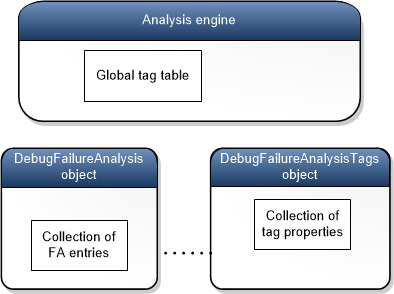 Analysis engine
Global tag table
DebugFailureAnalysis
object
Collection of
FA entries
DebugFailureAnalysisTags
object
Collection of
tag properties